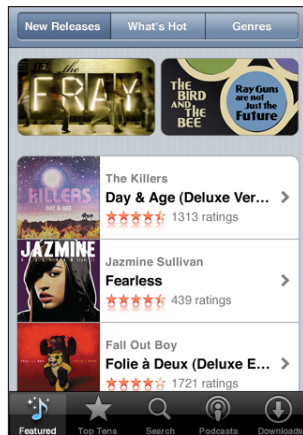 New Releases What's Hot Genres
the
FRAY
THE
BIRD
AND THE
BEE
Ray Guns
are not
Just the
Future
KILLERS
DAY & AGE
The Killers
Day & Age (Deluxe Ver...
1313 ratings
JAZMINE
Jazmine Sullivan
Fearless
439 ratings
Fall Out Boy
Folie à Deux (Deluxe E...
1721 ratings
Featured Top Tens Search Podcasts Downloads